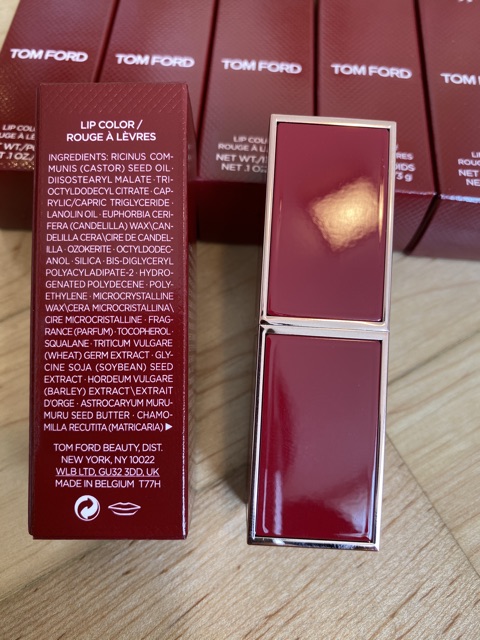 TOM FORD
TOM FORD
TOM FORD
TOM FORD
TOM
LIP COLOR /
ROUGE À LÈVRES
INGREDIENTS: RICINUS COM-
MUNIS (CASTOR) SEED OIL·
DIISOSTEARYL MALATE·TRI-
OCTYLDODECYL CITRATE·CAP-
RYLIC/CAPRIC TRIGLYCERIDE·
LANOLIN OIL·EUPHORBIA CERI-
FERA (CANDELILLA) WAX\CAN-
DELILLA CERA\CIRE DE CANDEL-
ILLA·OZOKERITE·OCTYLDODEC-
ANOL·SILICA·BIS-DIGLYCERYL
POLYACYLADIPATE-2·HYDRO-
GENATED POLYDECENE·POLY-
ETHYLENE·MICROCRYSTALLINE
WAX\CERA MICROCRISTALLINA\
CIRE MICROCRISTALLINE·FRAG-
RANCE (PARFUM)·TOCOPHEROL·
SQUALANE·TRITICUM VULGARE
(WHEAT) GERM EXTRACT·GLY-
CINE SOJA (SOYBEAN) SEED
EXTRACT·HORDEUM VULGARE
(BARLEY) EXTRACT\EXTRAIT
D'ORGE·ASTROCARYUM MURU-
MURU SEED BUTTER·CHAMO-
MILLA RECUTITA (MATRICARIA)▶
TOM FORD BEAUTY, DIST.
NEW YORK, NY 10022
WLB LTD, GU32 3DD, UK
MADE IN BELGIUM T77H